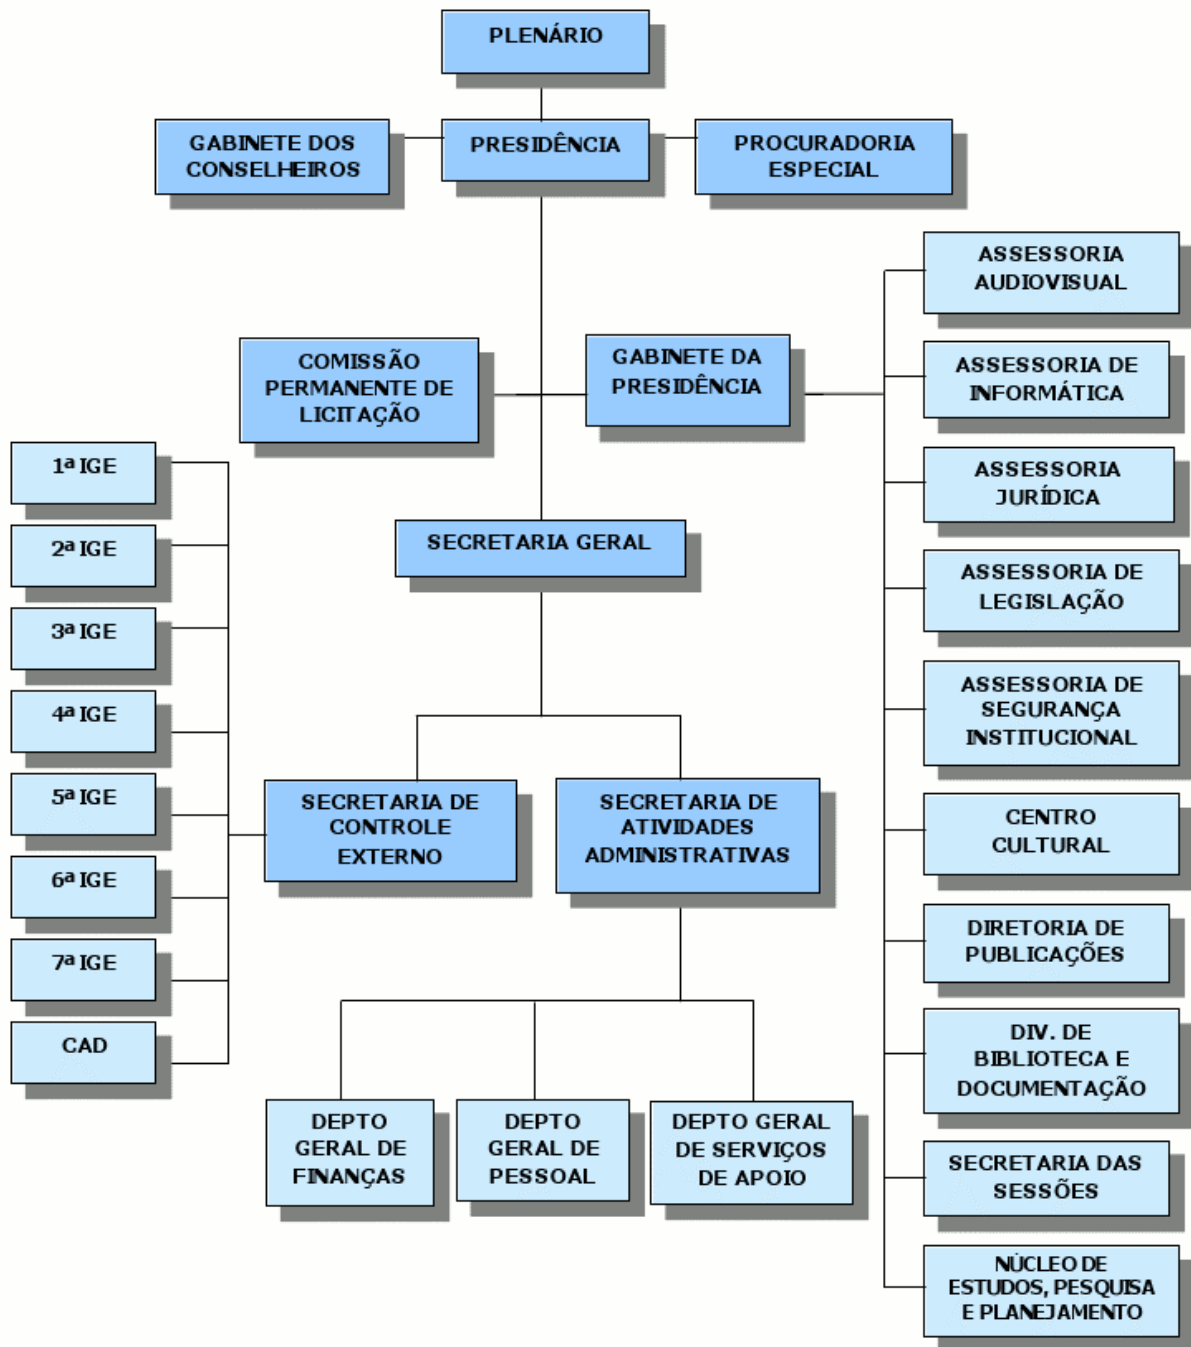 PLENÁRIO
GABINETE DOS
CONSELHEIROS
PRESIDÊNCIA
PROCURADORIA
ESPECIAL
COMISSÃO
PERMANENTE DE
LICITAÇÃO
GABINETE DA
PRESIDÊNCIA
ASSESSORIA
AUDIOVISUAL
ASSESSORIA DE
INFORMÁTICA
ASSESSORIA
JURÍDICA
ASSESSORIA DE
LEGISLAÇÃO
ASSESSORIA DE
SEGURANÇA
INSTITUCIONAL
CENTRO
CULTURAL
DIRETORIA DE
PUBLICAÇÕES
DIV. DE
BIBLIOTECA E
DOCUMENTAÇÃO
SECRETARIA DAS
SESSÕES
NÚCLEO DE
ESTUDOS, PESQUISA
E PLANEJAMENTO
SECRETARIA GERAL
1ª IGE
2ª IGE
3ª IGE
4ª IGE
5ª IGE
6ª IGE
7ª IGE
CAD
SECRETARIA DE
CONTROLE
EXTERNO
SECRETARIA DE
ATIVIDADES
ADMINISTRATIVAS
DEPTO
GERAL DE
FINANÇAS
DEPTO
GERAL DE
PESSOAL
DEPTO GERAL
DE SERVIÇOS
DE APOIO